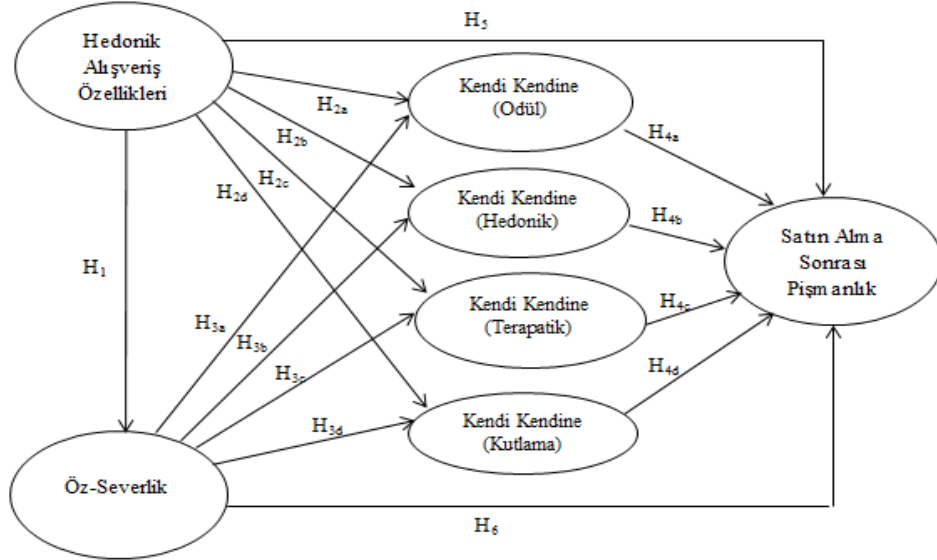 H5
Hedonik
Alışveriş
Özellikleri
Kendi Kendine
(Ödül)
H2a
H4a
H2b
H2c
H2d
Kendi Kendine
(Hedonik)
H4b
Satın Alma
Sonrası
Pişmanlık
H1
Kendi Kendine
(Terapatik)
H4c
H3a
H3b
H3c
H4d
H3d
Kendi Kendine
(Kutlama)
Öz-Severlik
H6